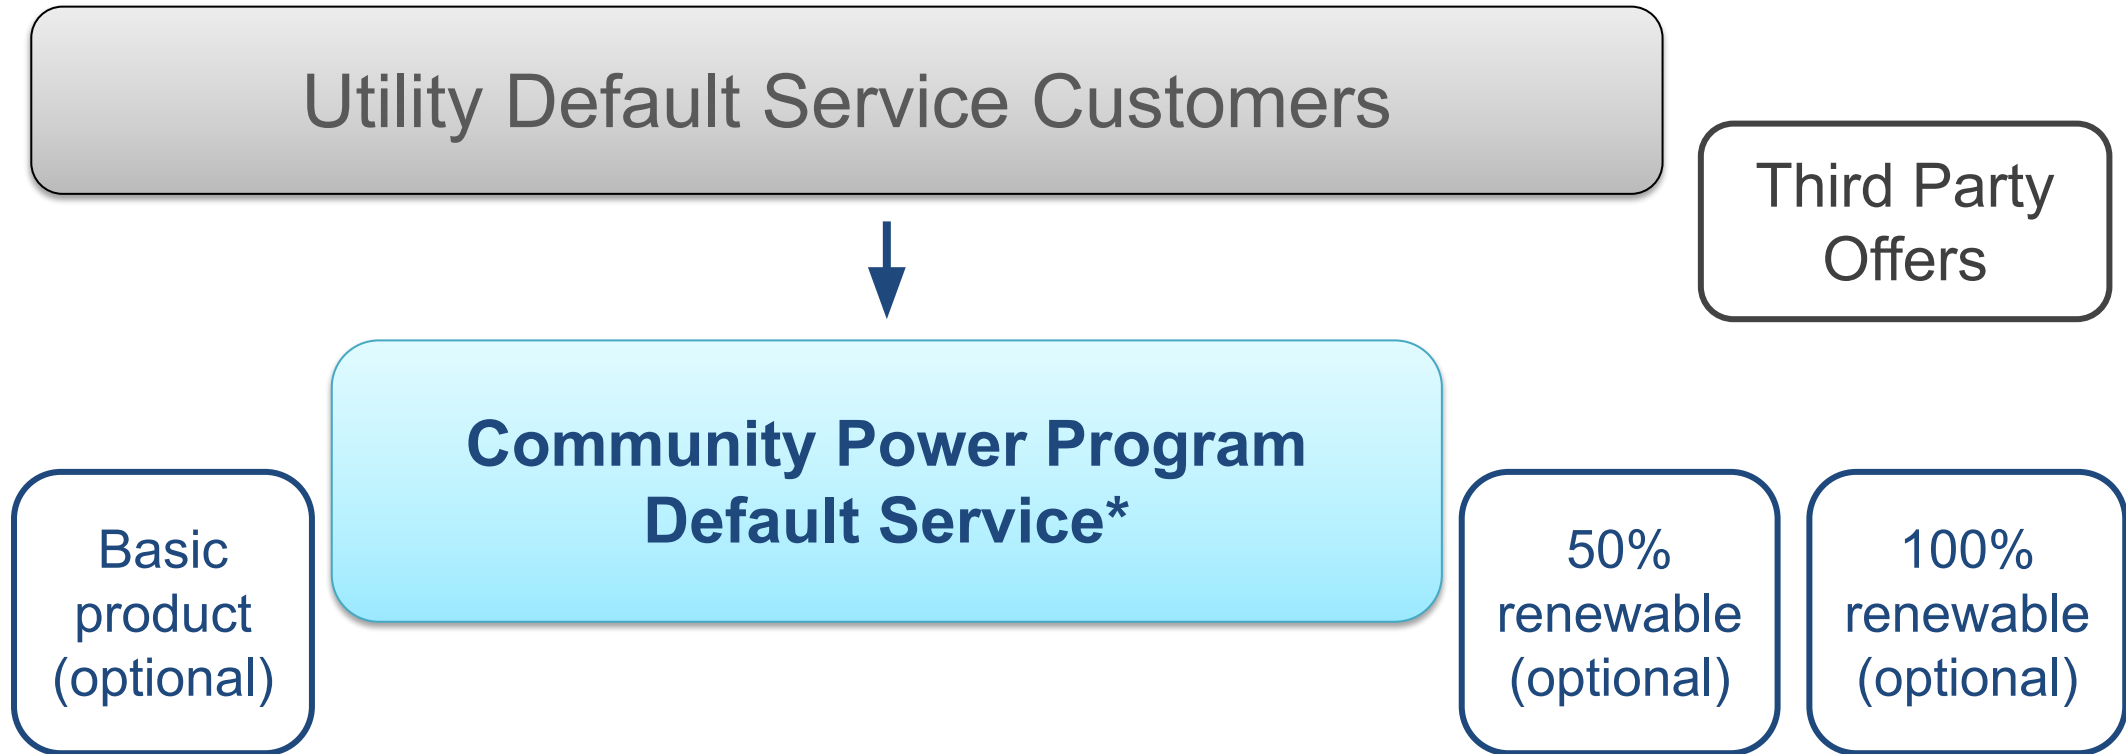 Utility Default Service Customers
Third Party
Offers
Community Power Program
Default Service*
Basic
product
(optional)
50%
renewable
(optional)
100%
renewable
(optional)